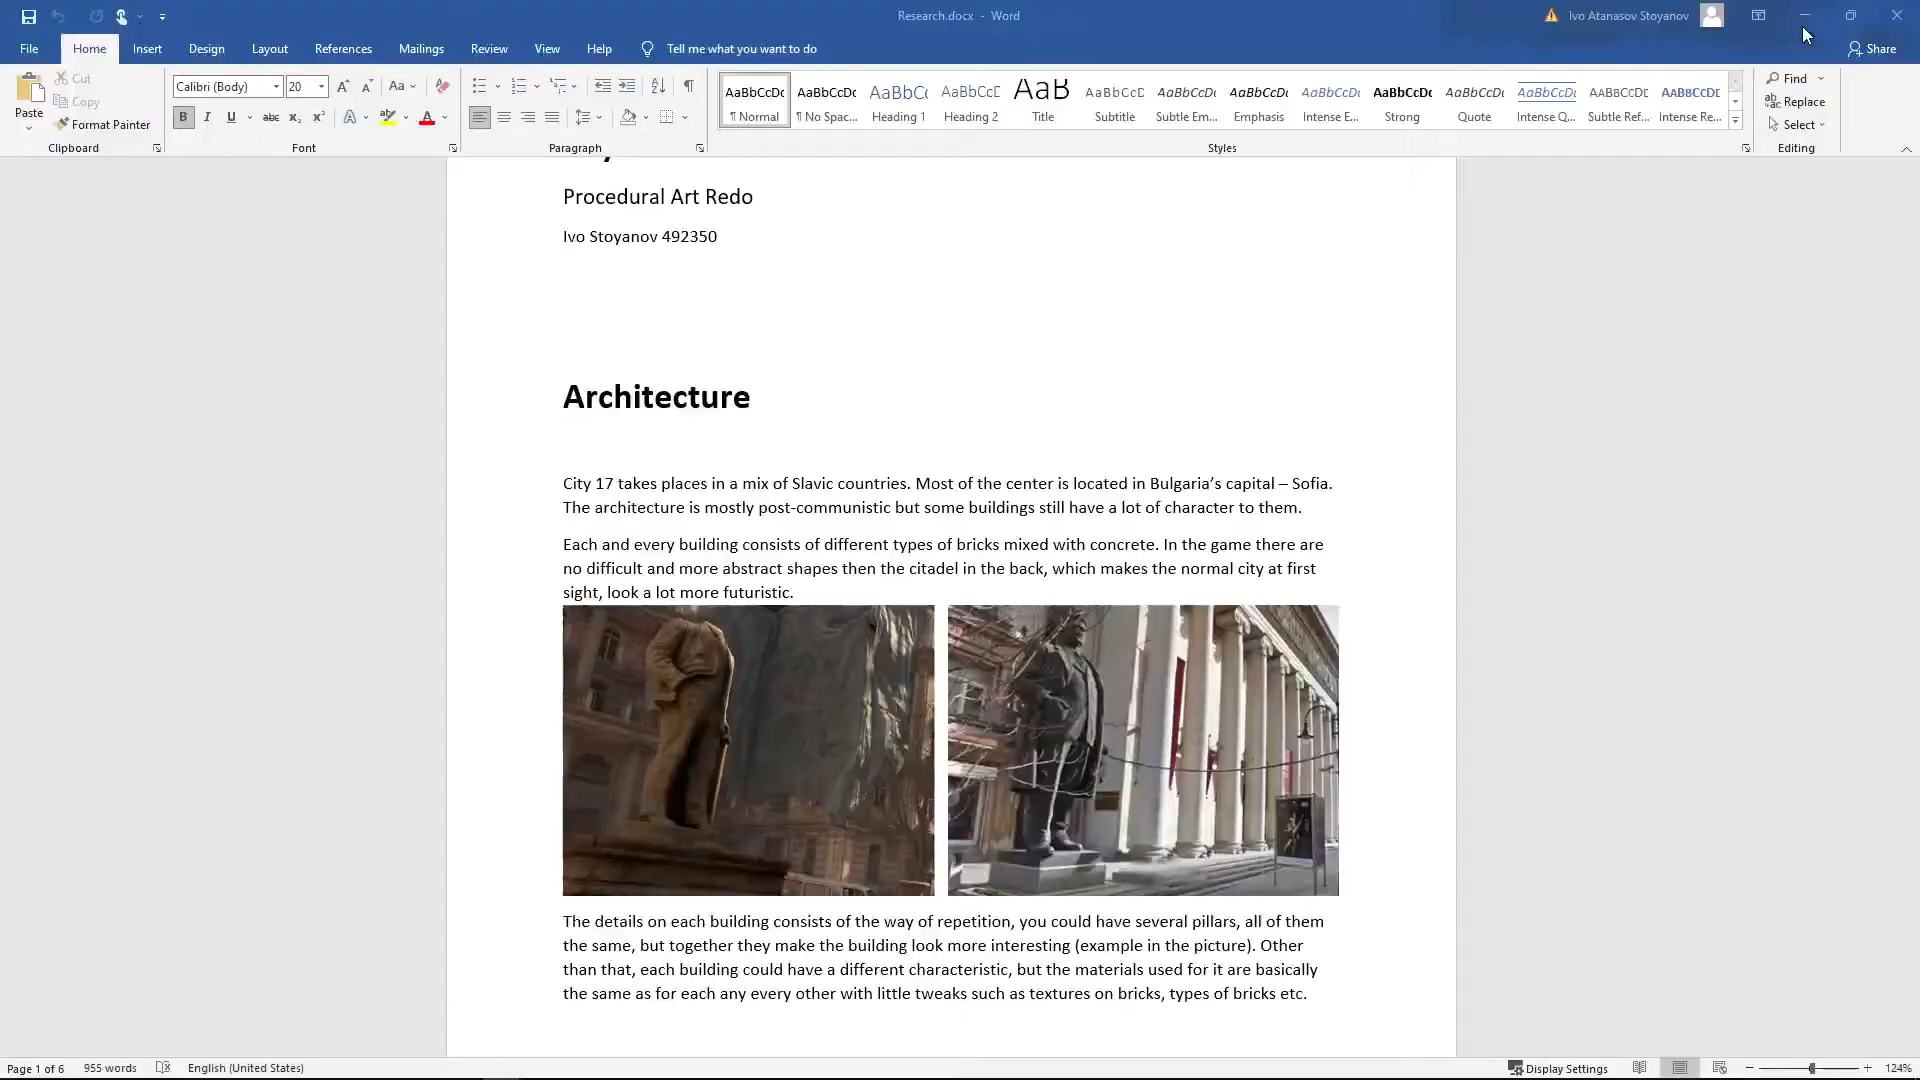 Research.docx - Word
Ivo Atanasov Stoyanov
File Home Insert Design Layout References Mailings Review View Help Tell me what you want to do
Share
Paste
Cut
Copy
Format Painter
Clipboard
Calibri (Body) 20
Font
Paragraph
AaBbCcDc AaBbCcDc AaBbC( AaBbCcE AaB AaBbCcD AaBbCcDc AaBbCcDc AaBbCcDc AaBbCcDc AaBbCcDc AaBbCcDc AABBCCDC AABBCCDE
¶ Normal ¶ No Spac... Heading 1 Heading 2 Title Subtitle Subtle Em... Emphasis Intense E... Strong Quote Intense Q... Subtle Ref... Intense Re...
Styles
Find
Replace
Select
Editing
Procedural Art Redo
Ivo Stoyanov 492350
Architecture
City 17 takes places in a mix of Slavic countries. Most of the center is located in Bulgaria’s capital – Sofia.
The architecture is mostly post-communistic but some buildings still have a lot of character to them.
Each and every building consists of different types of bricks mixed with concrete. In the game there are
no difficult and more abstract shapes then the citadel in the back, which makes the normal city at first
sight, look a lot more futuristic.
The details on each building consists of the way of repetition, you could have several pillars, all of them
the same, but together they make the building look more interesting (example in the picture). Other
than that, each building could have a different characteristic, but the materials used for it are basically
the same as for each any every other with little tweaks such as textures on bricks, types of bricks etc.
Page 1 of 6 955 words English (United States) Display Settings 124%